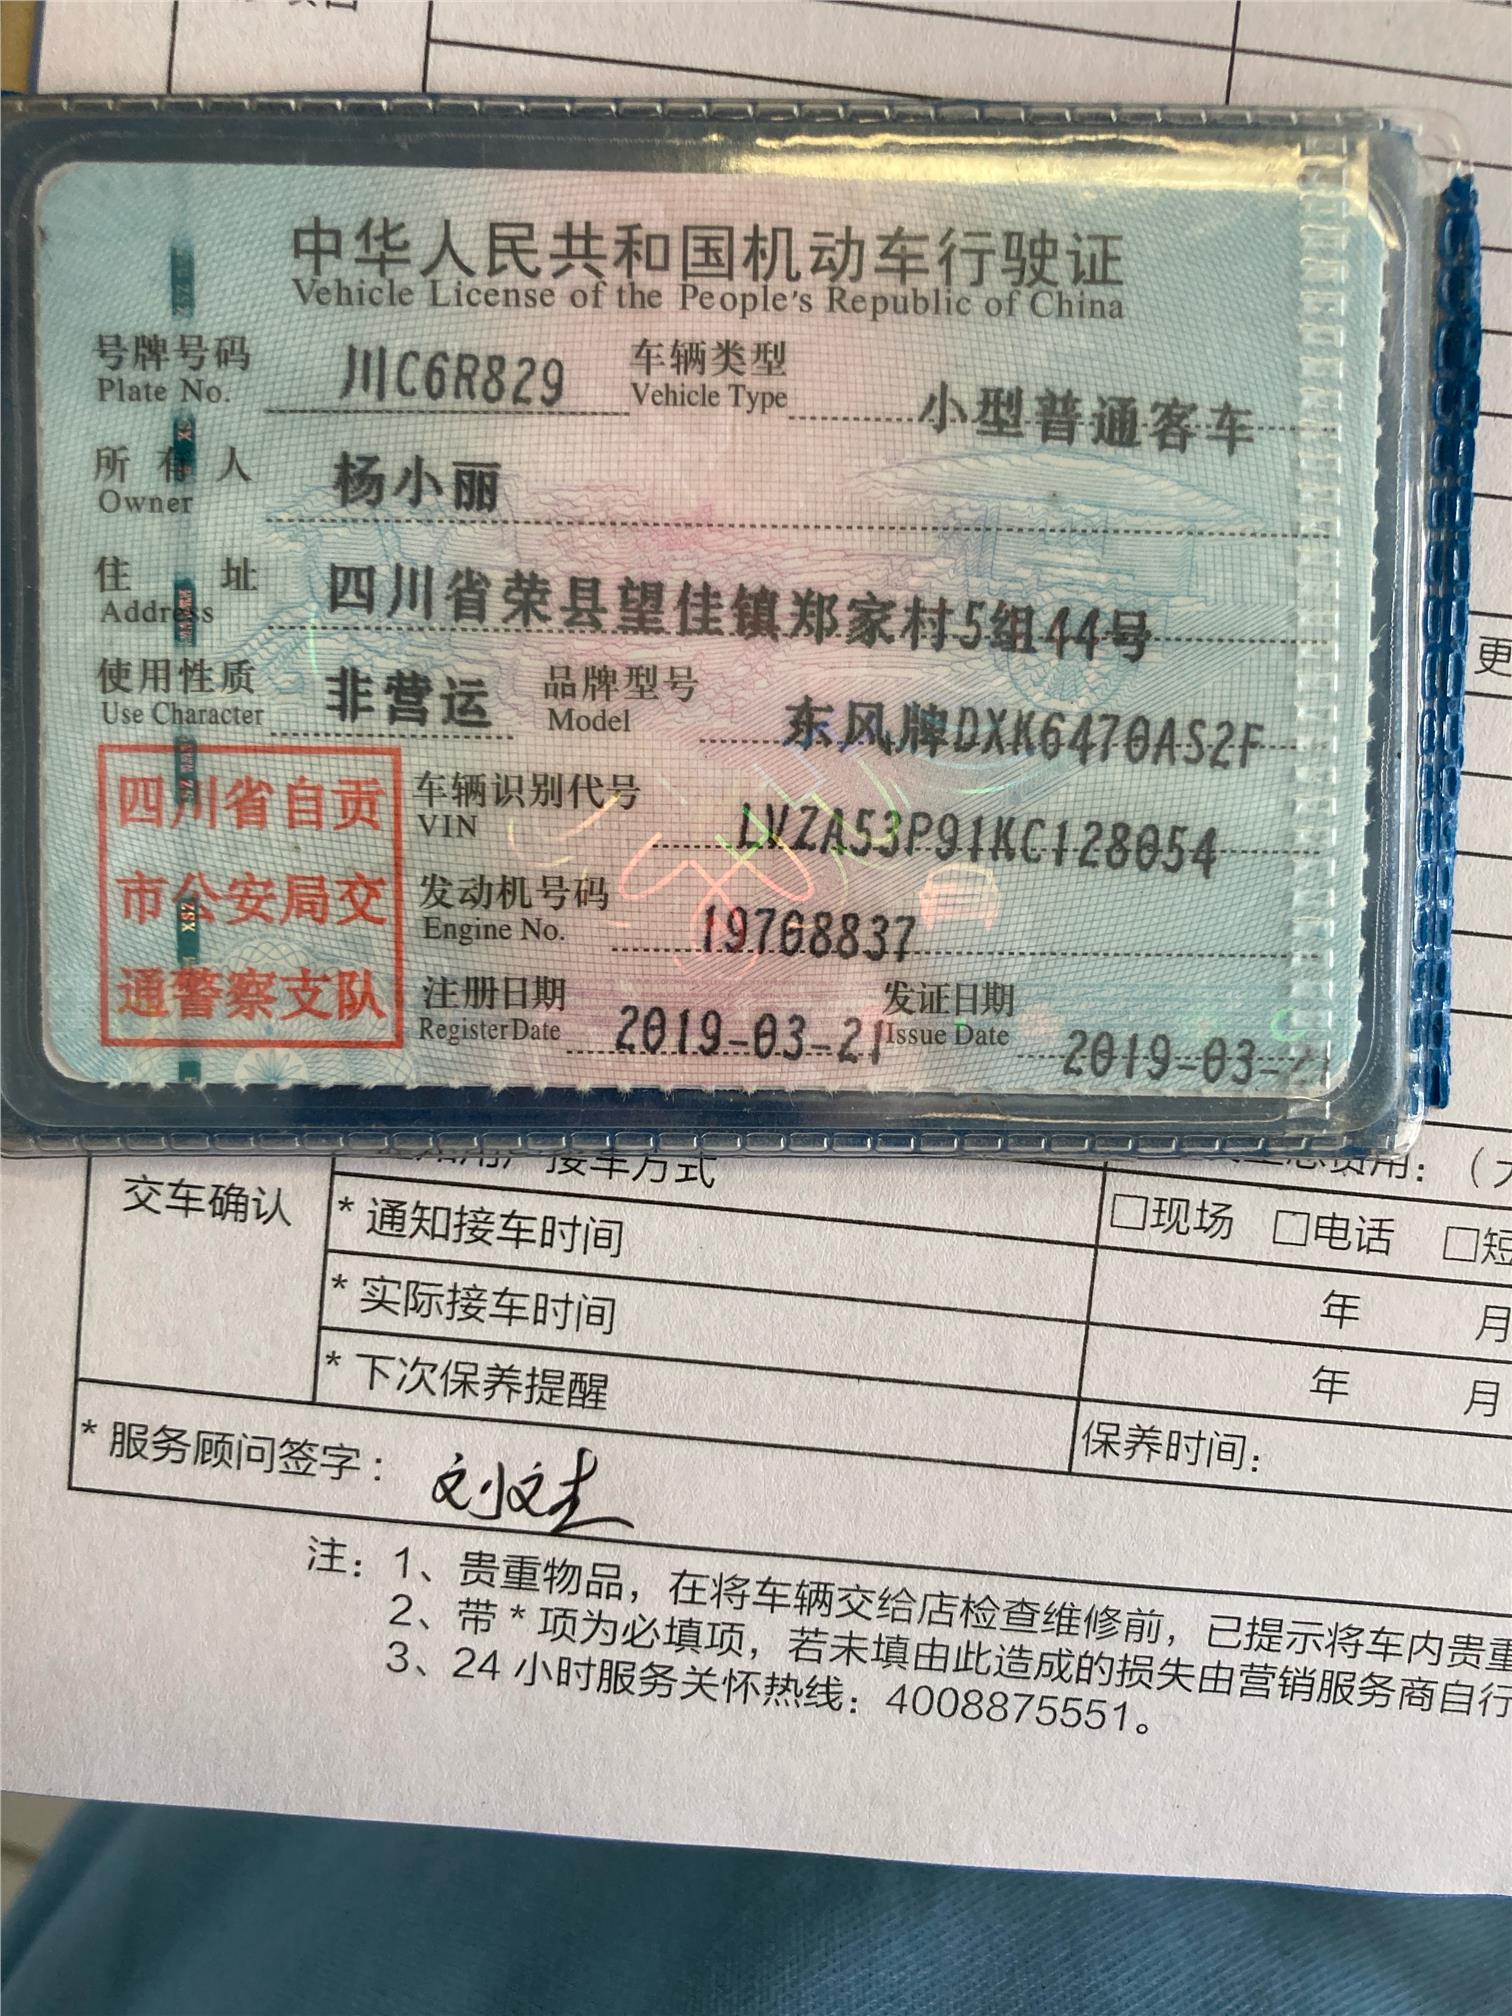 中华人民共和国机动车行驶证
Vehicle License of the People's Republic of China
号牌号码 川C6R829 车辆类型 小型普通客车
Plate No. Vehicle Type
所有人 杨小丽
Owner
住址 四川省荣县望佳镇郑家村5组44号
Address
使用性质 非营运 品牌型号 东风牌DXK6470AS2F
Use Character Model
四川省自贡
市公安局交
通警察支队
车辆识别代号 LVZA53P91KC128054
VIN
发动机号码 19708837
Engine No.
注册日期 2019-03-21 发证日期 2019-03-
Register Date Issue Date
更
接车方式
交车确认
* 通知接车时间 □现场 □电话 □短
* 实际接车时间 年 月
* 下次保养提醒 年 月
保养时间：
* 服务顾问签字： 刘文杰
注：1、贵重物品，在将车辆交给店检查维修前，已提示将车内贵重
2、带 * 项为必填项，若未填由此造成的损失由营销服务商自行
3、24 小时服务关怀热线：4008875551。